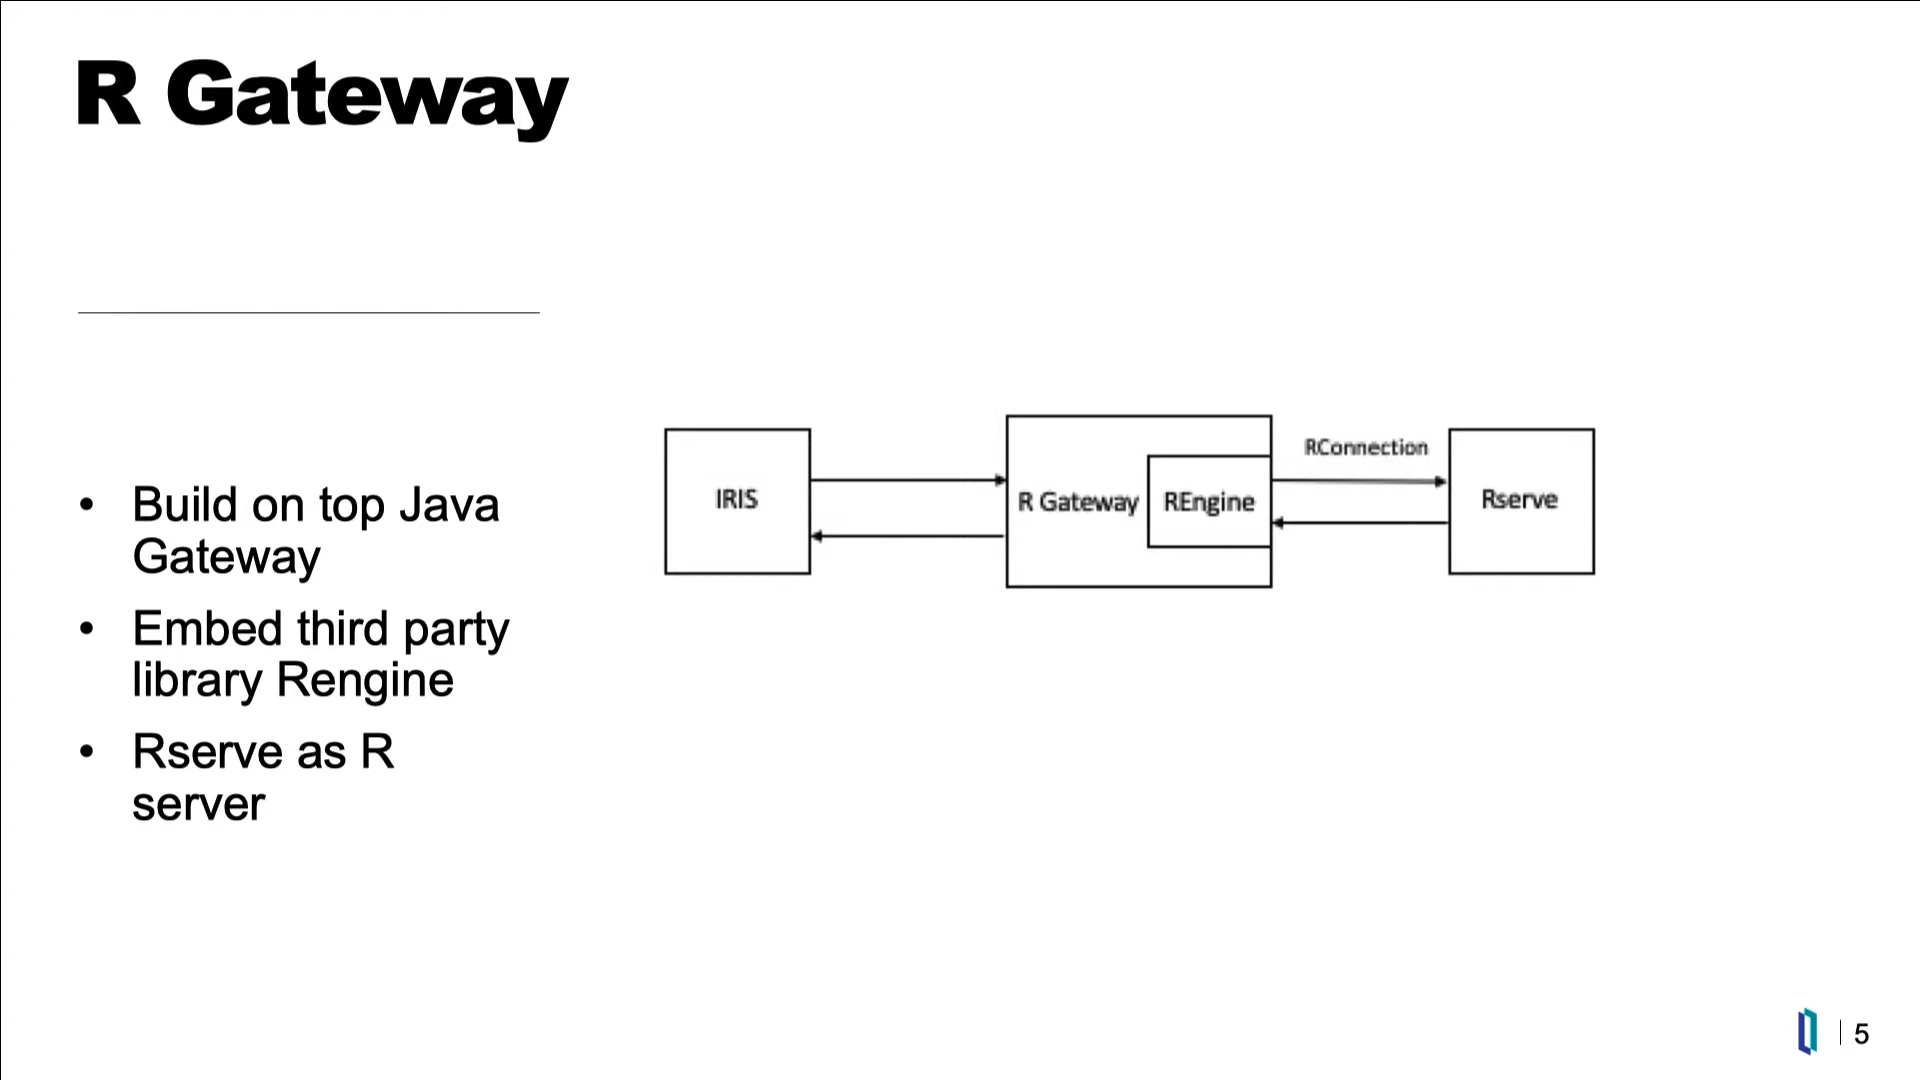 R Gateway
• Build on top Java
Gateway
• Embed third party
library Rengine
• Rserve as R
server
IRIS
R Gateway
REngine
RConnection
Rserve
5